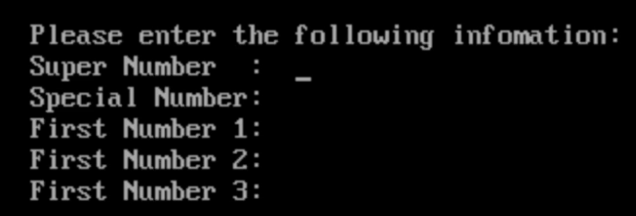 Please enter the following infomation:
Super Number  : _
Special Number:
First Number 1:
First Number 2:
First Number 3: